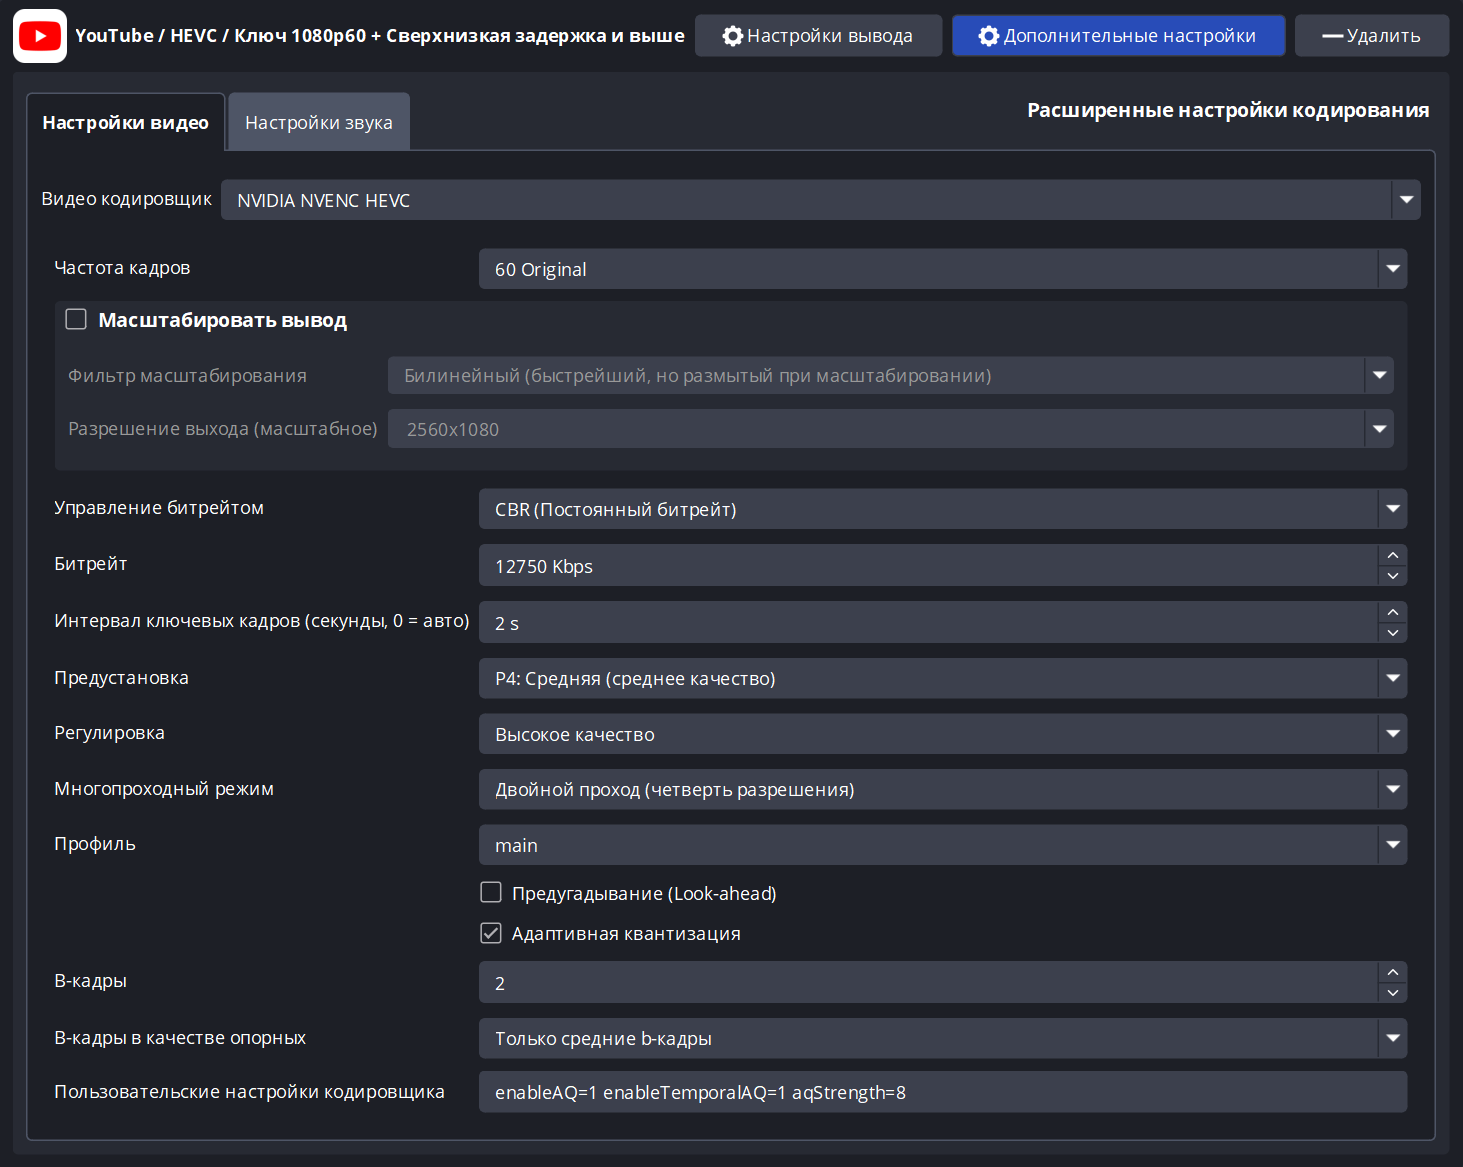 YouTube / HEVC / Ключ 1080p60 + Сверхнизкая задержка и выше
Настройки вывода
Дополнительные настройки
Удалить
Настройки видео
Настройки звука
Расширенные настройки кодирования
Видео кодировщик
NVIDIA NVENC HEVC
Частота кадров
60 Original
Масштабировать вывод
Фильтр масштабирования
Билинейный (быстрейший, но размытый при масштабировании)
Разрешение выхода (масштабное)
2560x1080
Управление битрейтом
CBR (Постоянный битрейт)
Битрейт
12750 Kbps
Интервал ключевых кадров (секунды, 0 = авто)
2 s
Предустановка
P4: Средняя (среднее качество)
Регулировка
Высокое качество
Многопроходный режим
Двойной проход (четверть разрешения)
Профиль
main
Предугадывание (Look-ahead)
Адаптивная квантизация
B-кадры
2
B-кадры в качестве опорных
Только средние b-кадры
Пользовательские настройки кодировщика
enableAQ=1 enableTemporalAQ=1 aqStrength=8